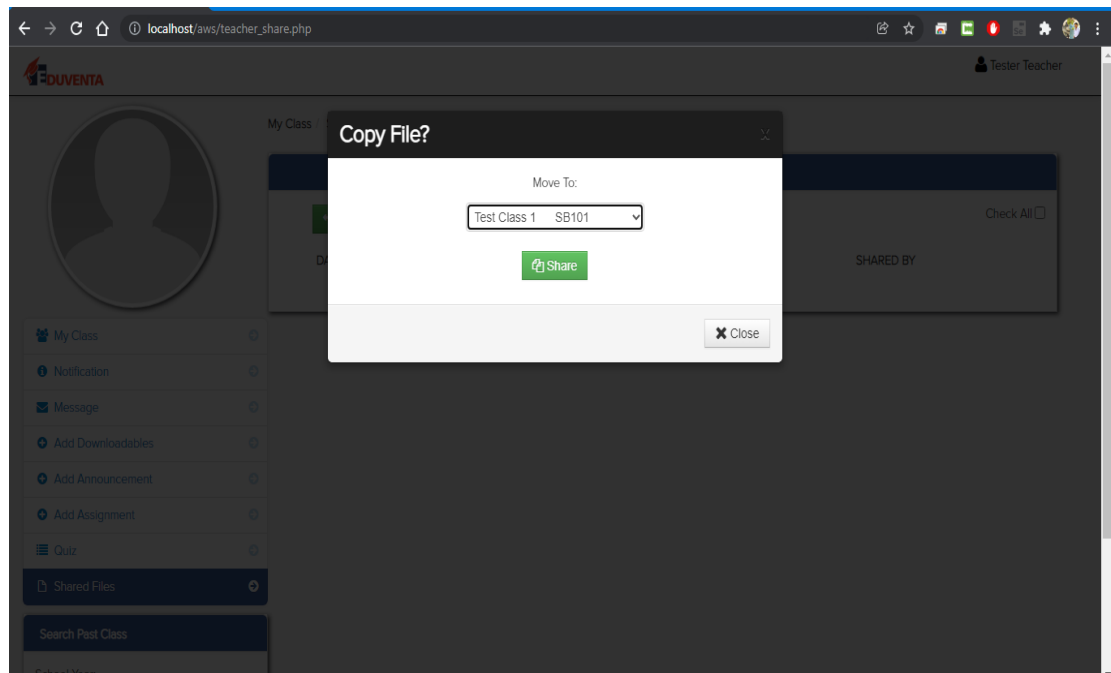 localhost/aws/teacher_share.php
EDUVENTA
Tester Teacher
My Class /
Copy File?
Move To:
Test Class 1 SB101
Check All
SHARED BY
Share
Close
My Class
Notification
Message
Add Downloadables
Add Announcement
Add Assignment
Quiz
Shared Files
Search Past Class
School Year